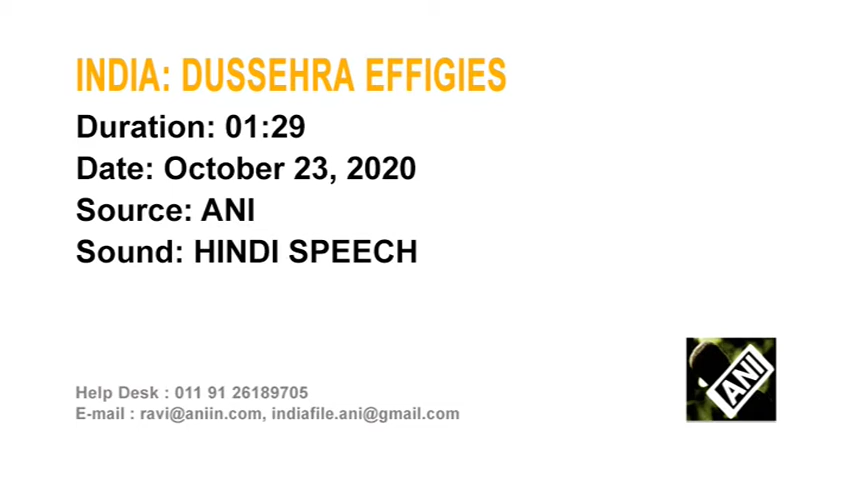 INDIA: DUSSEHRA EFFIGIES
Duration: 01:29
Date: October 23, 2020
Source: ANI
Sound: HINDI SPEECH
Help Desk : 011 91 26189705
E-mail : ravi@aniin.com, indiafile.ani@gmail.com
ANI